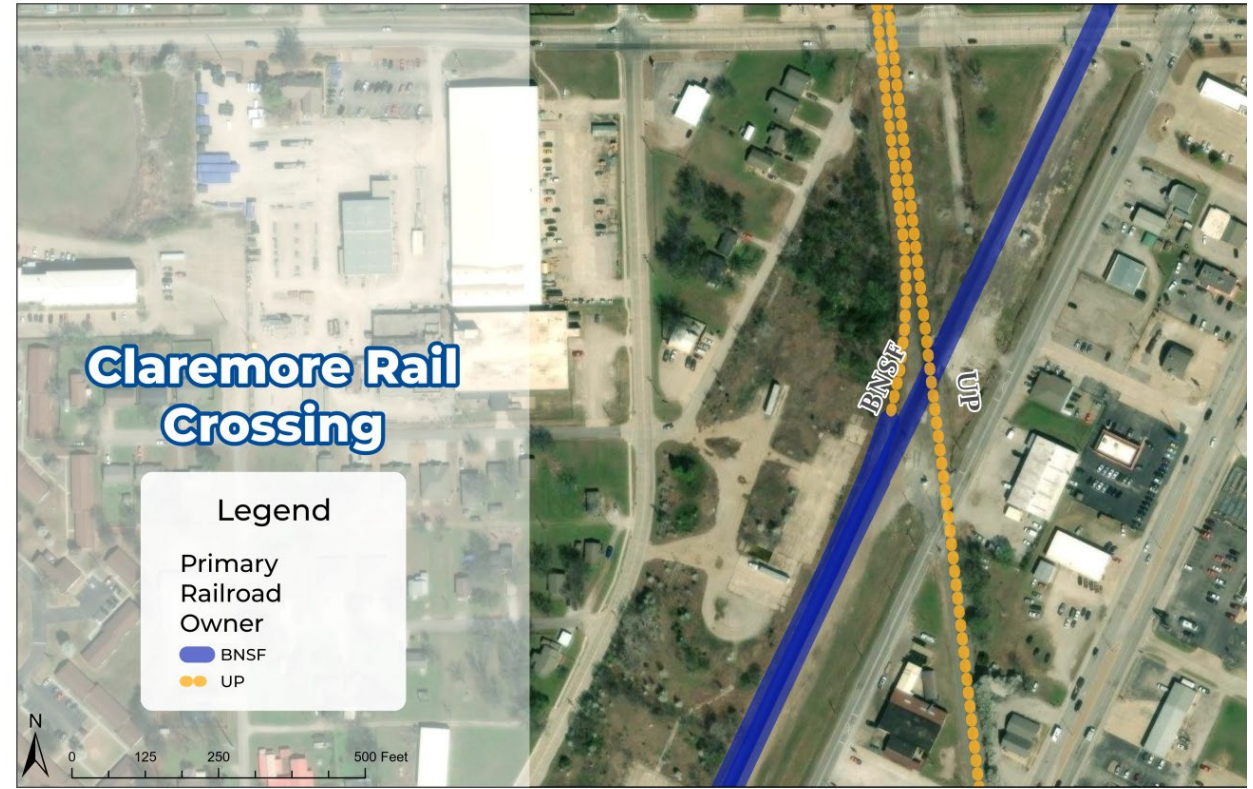 Claremore Rail
Crossing
Legend
Primary
Railroad
Owner
BNSF
UP
N
0 125 250 500 Feet
BNSF
UP